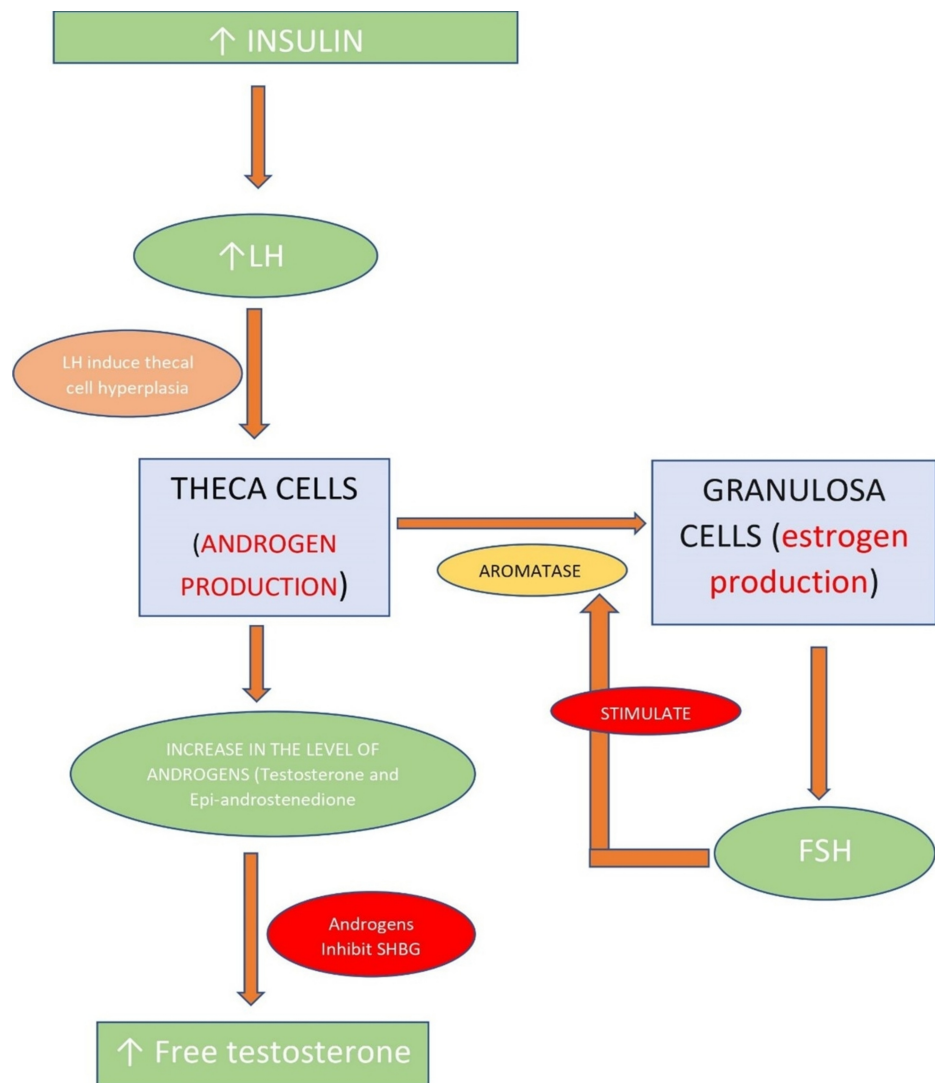 ↑ INSULIN
↑LH
LH induce thecal
cell hyperplasia
THECA CELLS
(ANDROGEN
PRODUCTION)
GRANULOSA
CELLS (estrogen
production)
AROMATASE
STIMULATE
INCREASE IN THE LEVEL OF
ANDROGENS (Testosterone and
Epi-androstenedione
FSH
Androgens
Inhibit SHBG
↑ Free testosterone